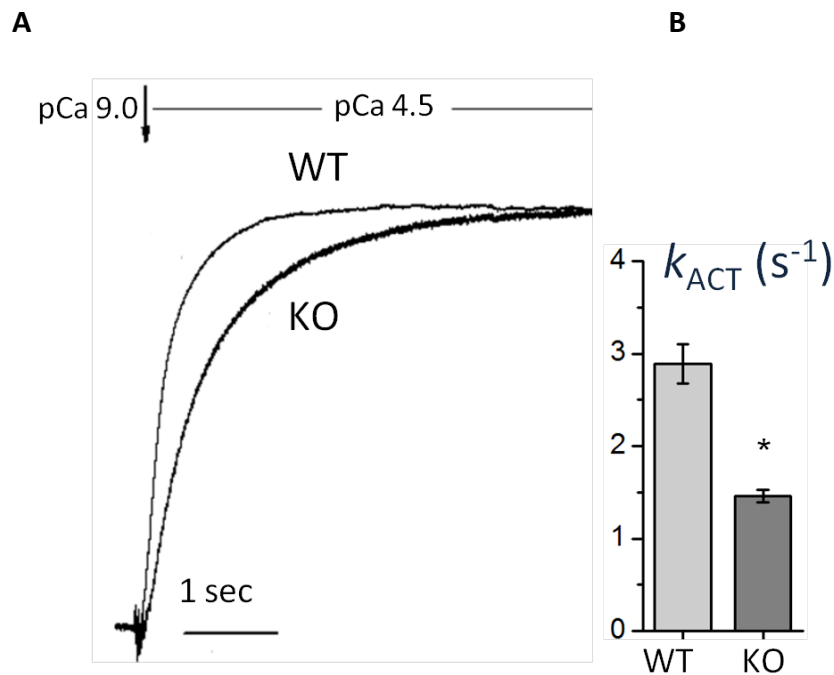 A
B
pCa 9.0
pCa 4.5
WT
KO
1 sec
kACT (s-1)
4
3
2
1
0
*
WT
KO